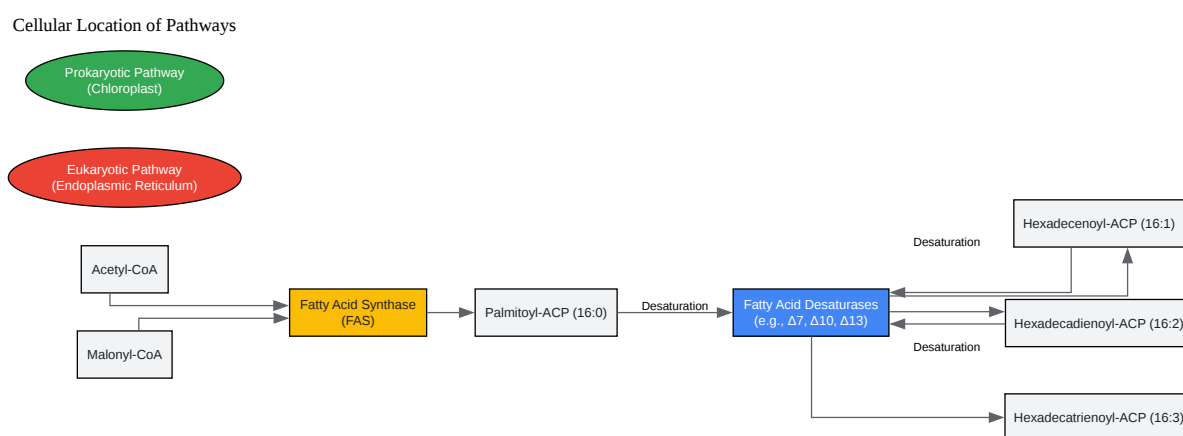 Cellular Location of Pathways
Prokaryotic Pathway
(Chloroplast)
Eukaryotic Pathway
(Endoplasmic Reticulum)
Acetyl-CoA
Malonyl-CoA
Fatty Acid Synthase
(FAS)
Palmitoyl-ACP (16:0)
Desaturation
Fatty Acid Desaturases
(e.g., Δ7, Δ10, Δ13)
Desaturation
Hexadecenoyl-ACP (16:1)
Hexadecadienoyl-ACP (16:2)
Desaturation
Hexadecatrienoyl-ACP (16:3)